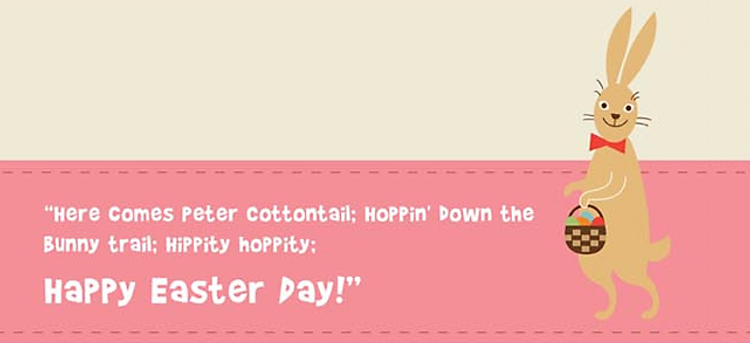 "Here Comes Peter Cottontail; Hoppin' Down the
Bunny trail; Hippity hoppity;
Happy Easter Day!"